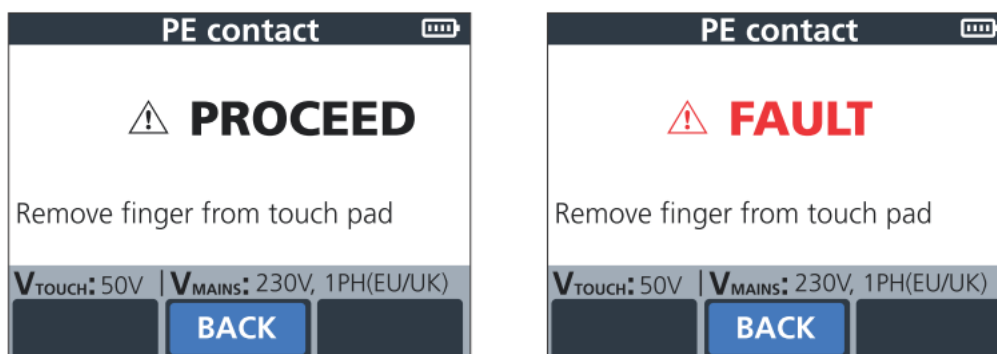 PE contact
PROCEED
Remove finger from touch pad
VTOUCH: 50V | VMAINS: 230V, 1PH(EU/UK)
BACK
PE contact
FAULT
Remove finger from touch pad
VTOUCH: 50V | VMAINS: 230V, 1PH(EU/UK)
BACK